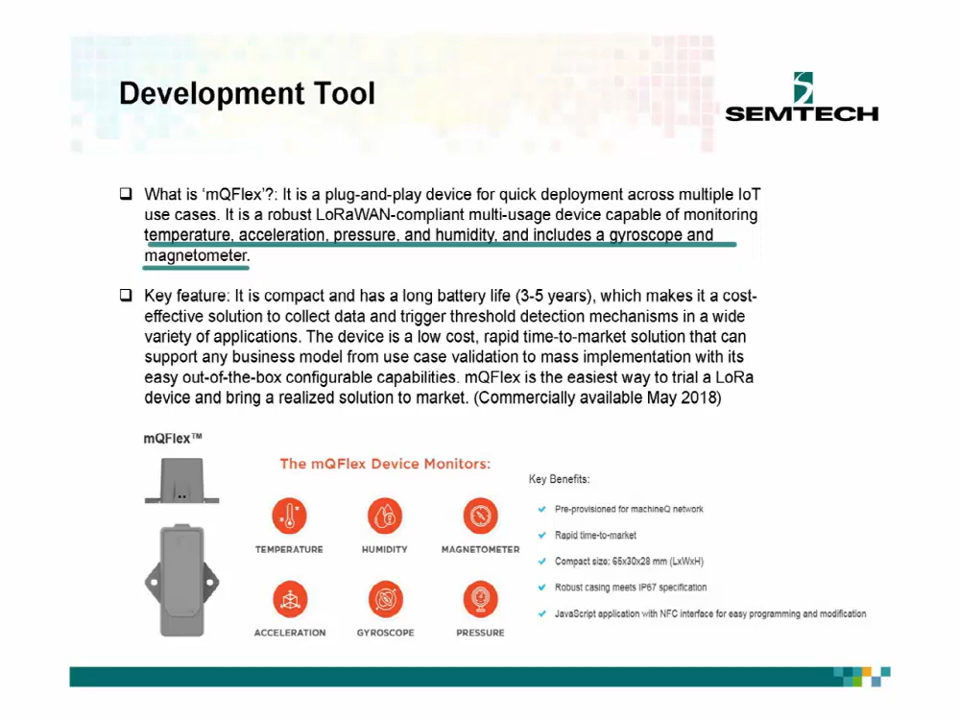 Development Tool
SEMTECH
What is ‘mQFlex’?: It is a plug-and-play device for quick deployment across multiple IoT
use cases. It is a robust LoRaWAN-compliant multi-usage device capable of monitoring
temperature, acceleration, pressure, and humidity, and includes a gyroscope and
magnetometer.
Key feature: It is compact and has a long battery life (3-5 years), which makes it a cost-
effective solution to collect data and trigger threshold detection mechanisms in a wide
variety of applications. The device is a low cost, rapid time-to-market solution that can
support any business model from use case validation to mass implementation with its
easy out-of-the-box configurable capabilities. mQFlex is the easiest way to trial a LoRa
device and bring a realized solution to market. (Commercially available May 2018)
mQFlex™
The mQFlex Device Monitors:
TEMPERATURE
HUMIDITY
MAGNETOMETER
ACCELERATION
GYROSCOPE
PRESSURE
Key Benefits:
Pre-provisioned for machineQ network
Rapid time-to-market
Compact size: 65x30x28 mm (LxWxH)
Robust casing meets IP67 specification
JavaScript application with NFC interface for easy programming and modification